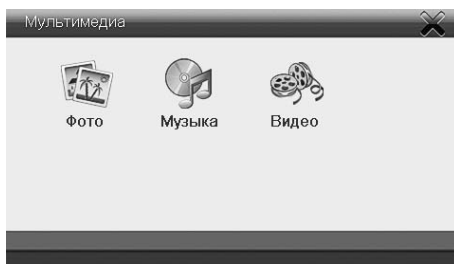 Мультимедиа
Фото Музыка Видео